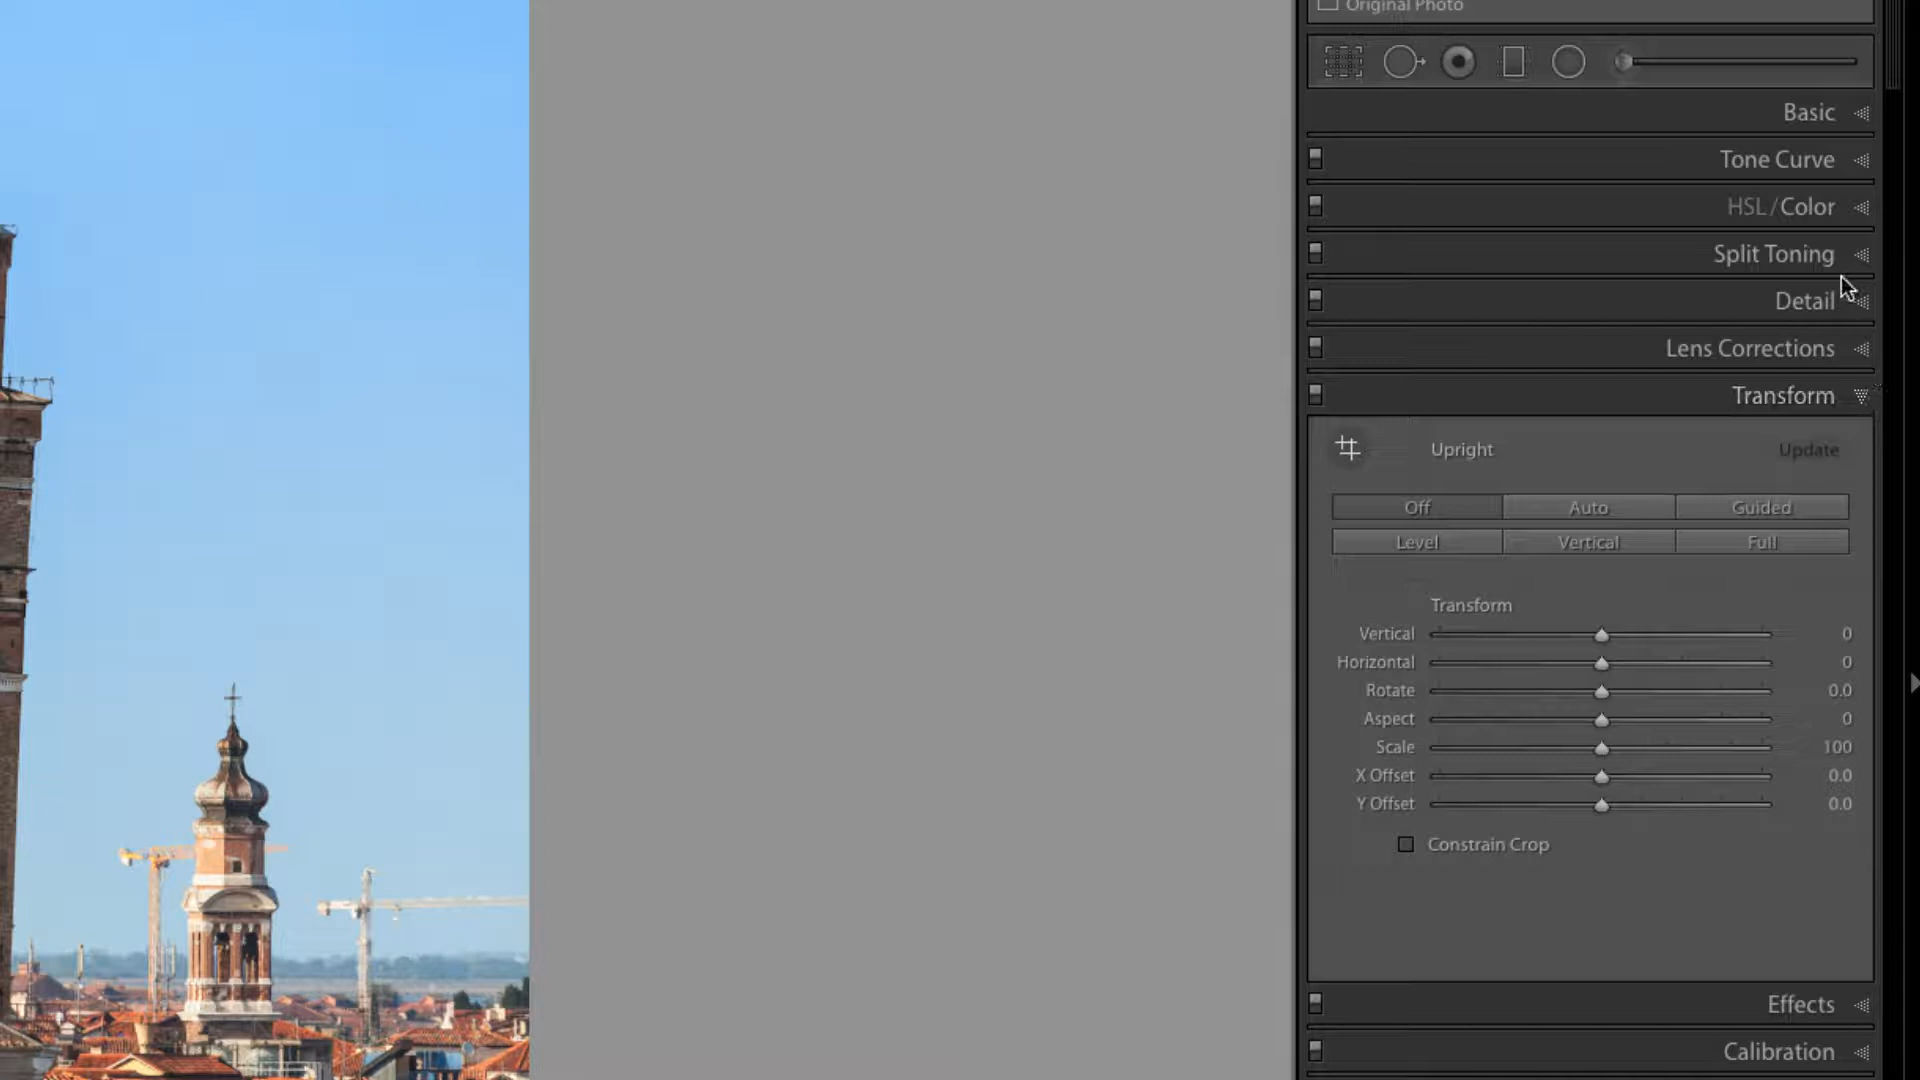 Original Photo
Basic
Tone Curve
HSL / Color
Split Toning
Detail
Lens Corrections
Transform
Upright Update
Off Auto Guided
Level Vertical Full
Transform
Vertical 0
Horizontal 0
Rotate 0.0
Aspect 0
Scale 100
X Offset 0.0
Y Offset 0.0
Constrain Crop
Effects
Calibration